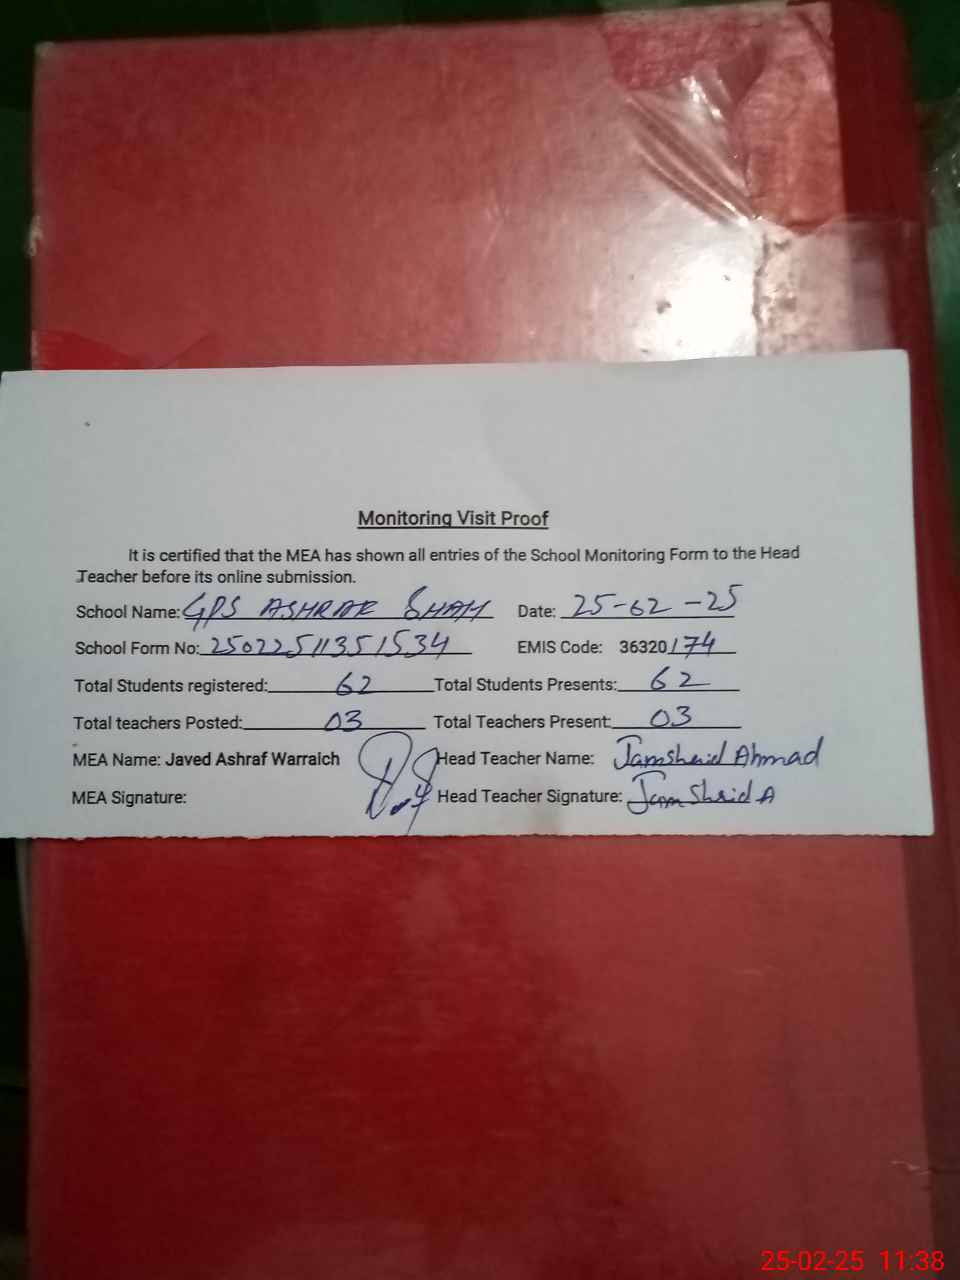 Monitoring Visit Proof
It is certified that the MEA has shown all entries of the School Monitoring Form to the Head
Teacher before its online submission.
School Name: GPS ASHRAF SHAH Date: 25-02-25
School Form No: 25022511351534 EMIS Code: 36320174
Total Students registered: 62 Total Students Presents: 62
Total teachers Posted: 03 Total Teachers Present: 03
MEA Name: Javed Ashraf Warraich Head Teacher Name: Jamshaid Ahmad
MEA Signature: Head Teacher Signature: Jam Shaid A
25-02-25 11:38